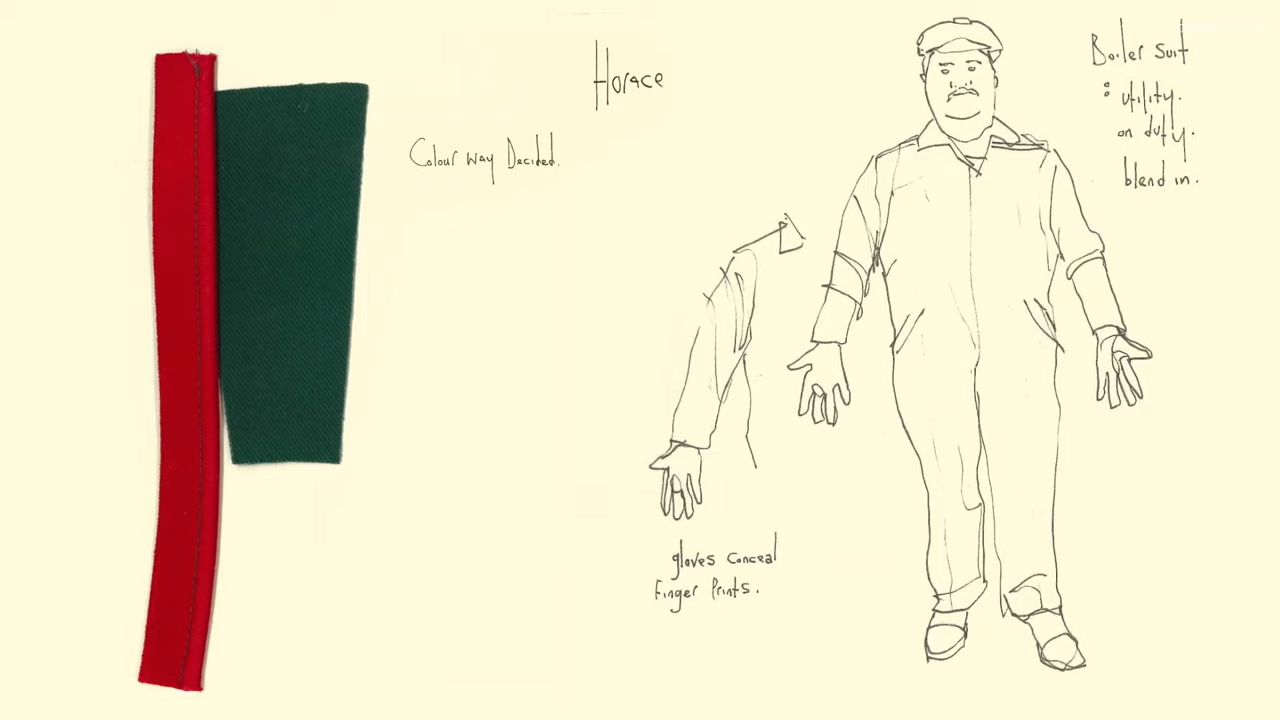 Horace
Colour way Decided.
Boiler suit
: utility.
on duty.
blend in.
gloves conceal
Finger Prints.